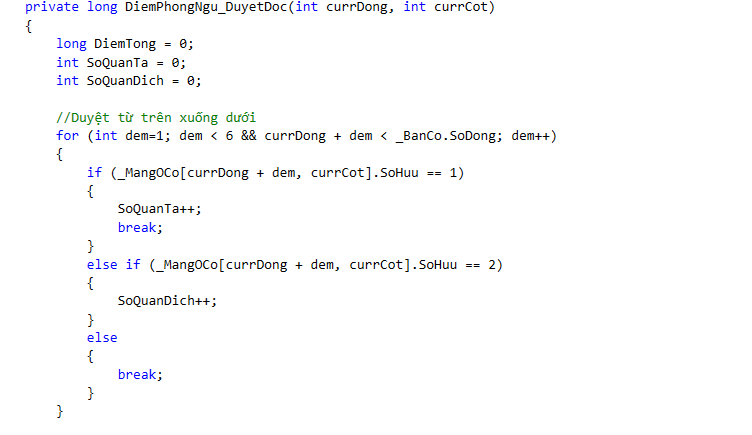 private long DiemPhongNgu_DuyetDoc(int currDong, int currCot)
{
    long DiemTong = 0;
    int SoQuanTa = 0;
    int SoQuanDich = 0;

    //Duyệt từ trên xuống dưới
    for (int dem=1; dem < 6 && currDong + dem < _BanCo.SoDong; dem++)
    {
        if (_MangOCo[currDong + dem, currCot].SoHuu == 1)
        {
            SoQuanTa++;
            break;
        }
        else if (_MangOCo[currDong + dem, currCot].SoHuu == 2)
        {
            SoQuanDich++;
        }
        else
        {
            break;
        }
    }